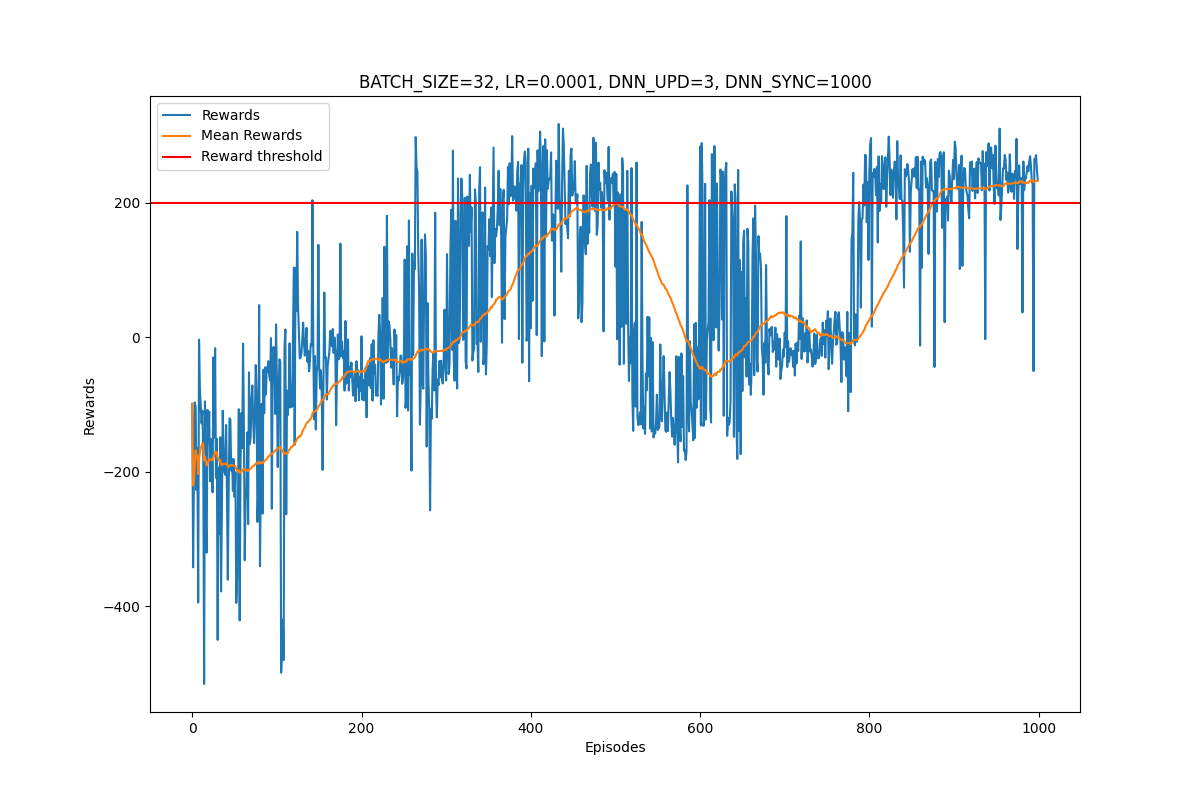 BATCH_SIZE=32, LR=0.0001, DNN_UPD=3, DNN_SYNC=1000
Rewards
Mean Rewards
Reward threshold
200
0
−200
−400
Rewards
0
200
400
600
800
1000
Episodes